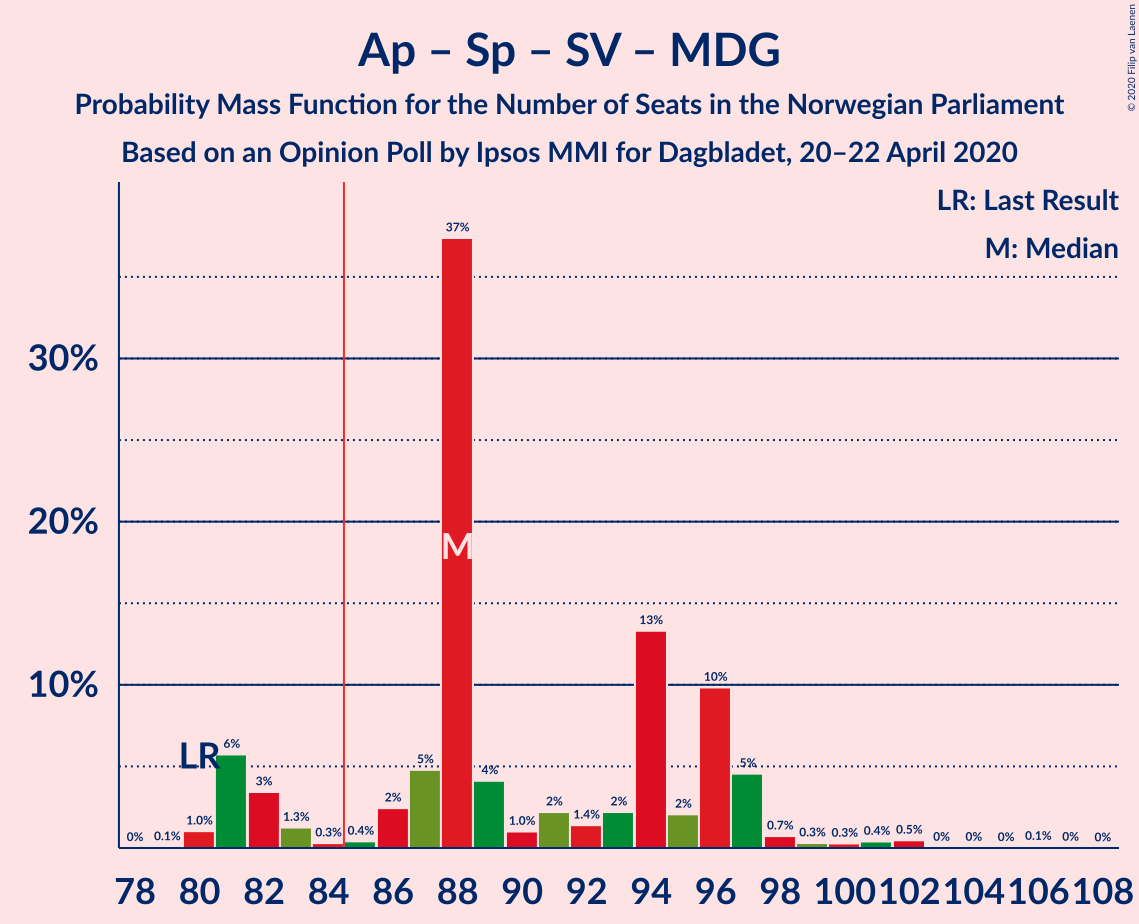 Ap – Sp – SV – MDG
Probability Mass Function for the Number of Seats in the Norwegian Parliament
Based on an Opinion Poll by Ipsos MMI for Dagbladet, 20–22 April 2020
© 2020 Filip van Laenen
LR: Last Result
M: Median
30%
20%
10%
LR
M
0% 0.1% 1.0% 6% 3% 1.3% 0.3% 0.4% 2% 5% 37% 4% 1.0% 2% 1.4% 2% 13% 2% 10% 5% 0.7% 0.3% 0.3% 0.4% 0.5% 0% 0% 0% 0.1% 0% 0%
78 80 82 84 86 88 90 92 94 96 98 100 102 104 106 108